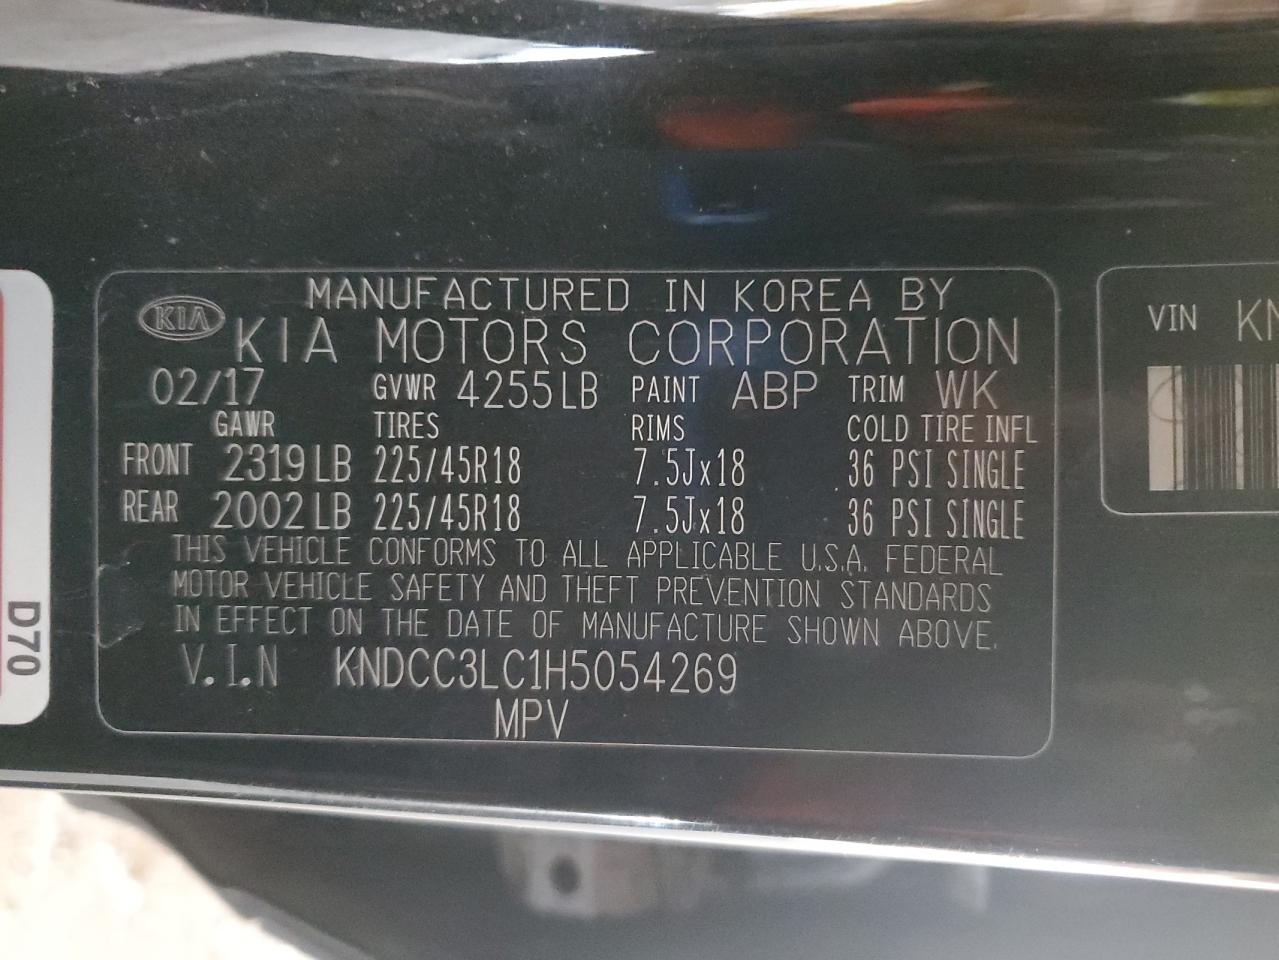 MANUFACTURED IN KOREA BY
KIA KIA MOTORS CORPORATION
02/17 GVWR 4255LB PAINT ABP TRIM WK
GAWR TIRES RIMS COLD TIRE INFL
FRONT 2319LB 225/45R18 7.5Jx18 36 PSI SINGLE
REAR 2002LB 225/45R18 7.5Jx18 36 PSI SINGLE
THIS VEHICLE CONFORMS TO ALL APPLICABLE U.S.A. FEDERAL
MOTOR VEHICLE SAFETY AND THEFT PREVENTION STANDARDS
IN EFFECT ON THE DATE OF MANUFACTURE SHOWN ABOVE.
V.I.N KNDCC3LC1H5054269
MPV
VIN KN
D70